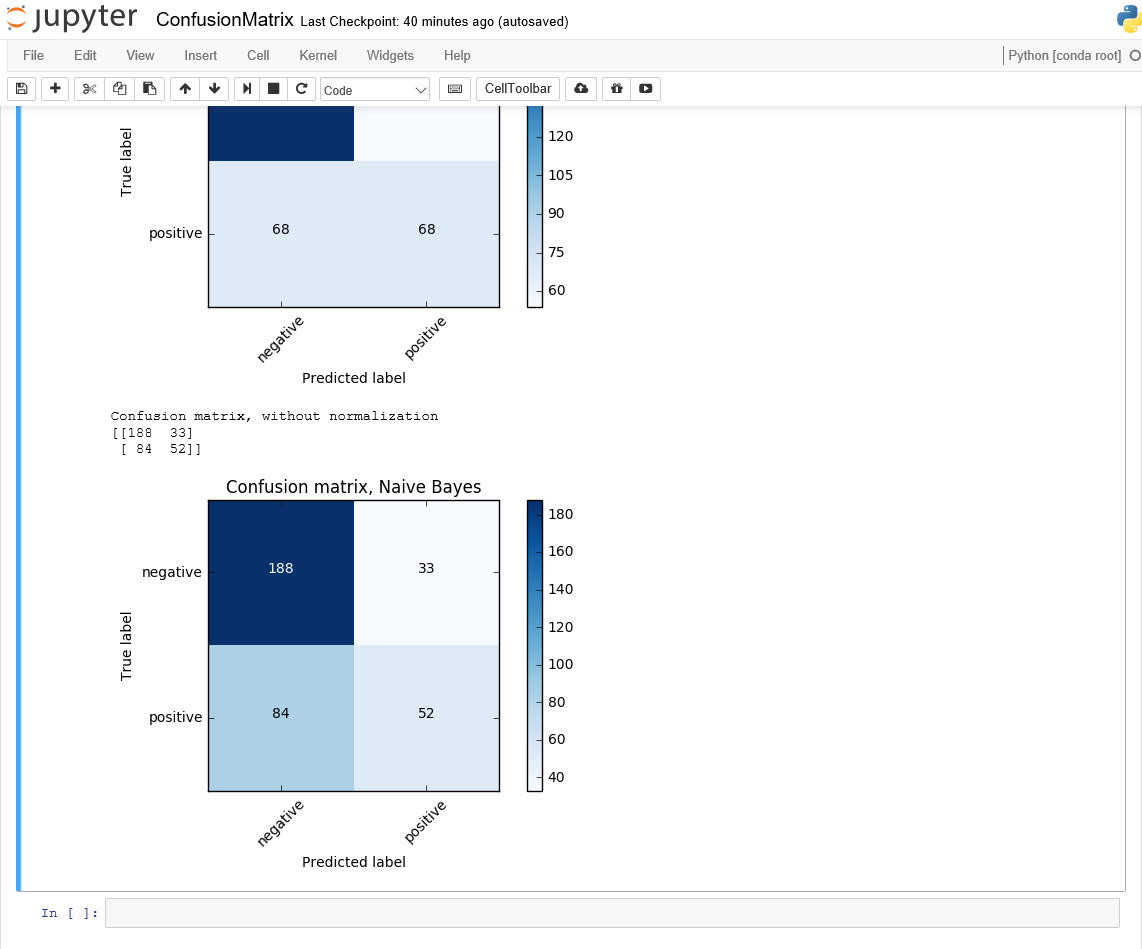 jupyter ConfusionMatrix Last Checkpoint: 40 minutes ago (autosaved)
File Edit View Insert Cell Kernel Widgets Help Python [conda root]
Code CellToolbar
120
True label
105
90
positive 68 68
75
60
negative positive
Predicted label
Confusion matrix, without normalization
[[188 33]
[ 84 52]]
Confusion matrix, Naive Bayes
180
160
negative 188 33
140
120
True label
100
80
positive 84 52
60
40
negative positive
Predicted label
In [ ]: